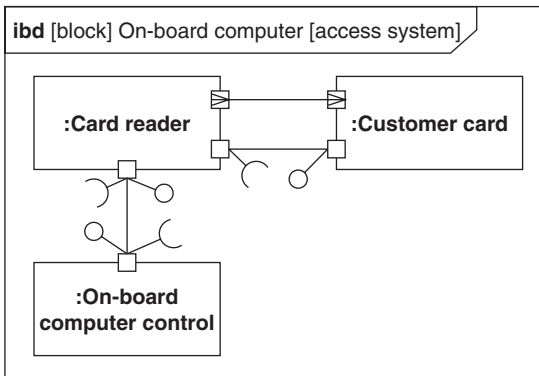 ibd [block] On-board computer [access system]
:Card reader
:Customer card
:On-board
computer control